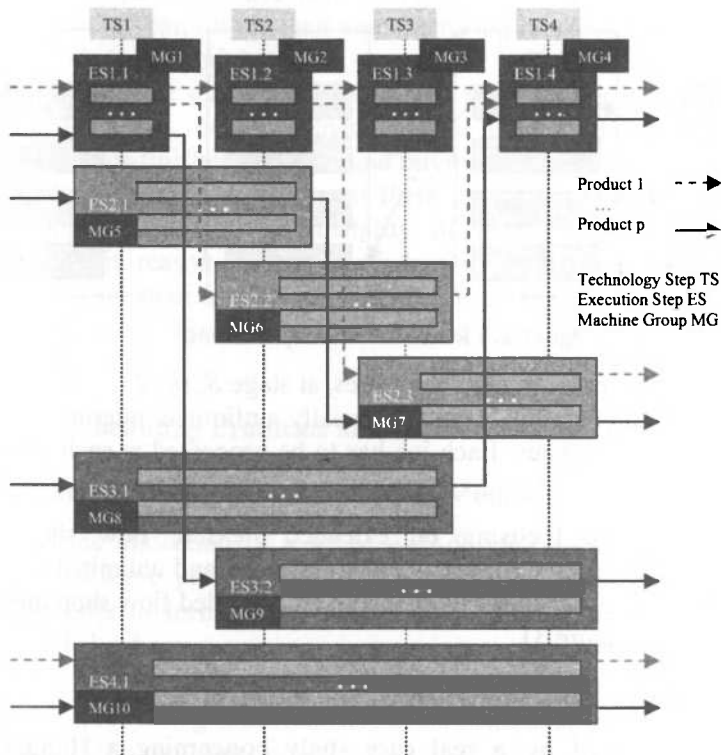 TS1 TS2 TS3 TS4
MG1 MG2 MG3 MG4
ES1.1 ES1.2 ES1.3 ES1.4
... ... ... ...
Product 1
...
Product p
ES2.1
...
MG5
ES2.2
...
MG6
Technology Step TS
Execution Step ES
Machine Group MG
ES2.3
...
MG7
ES3.1
...
MG8
ES3.2
...
MG9
ES4.1
...
MG10